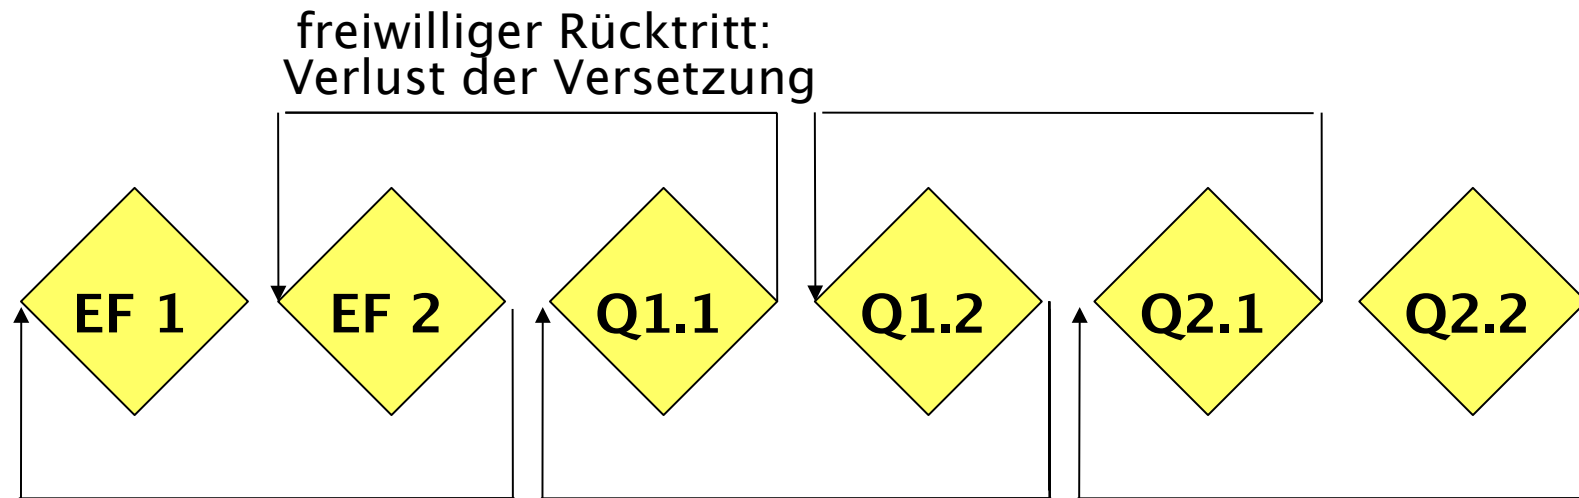 freiwilliger Rücktritt:
Verlust der Versetzung
EF 1 EF 2 Q1.1 Q1.2 Q2.1 Q2.2